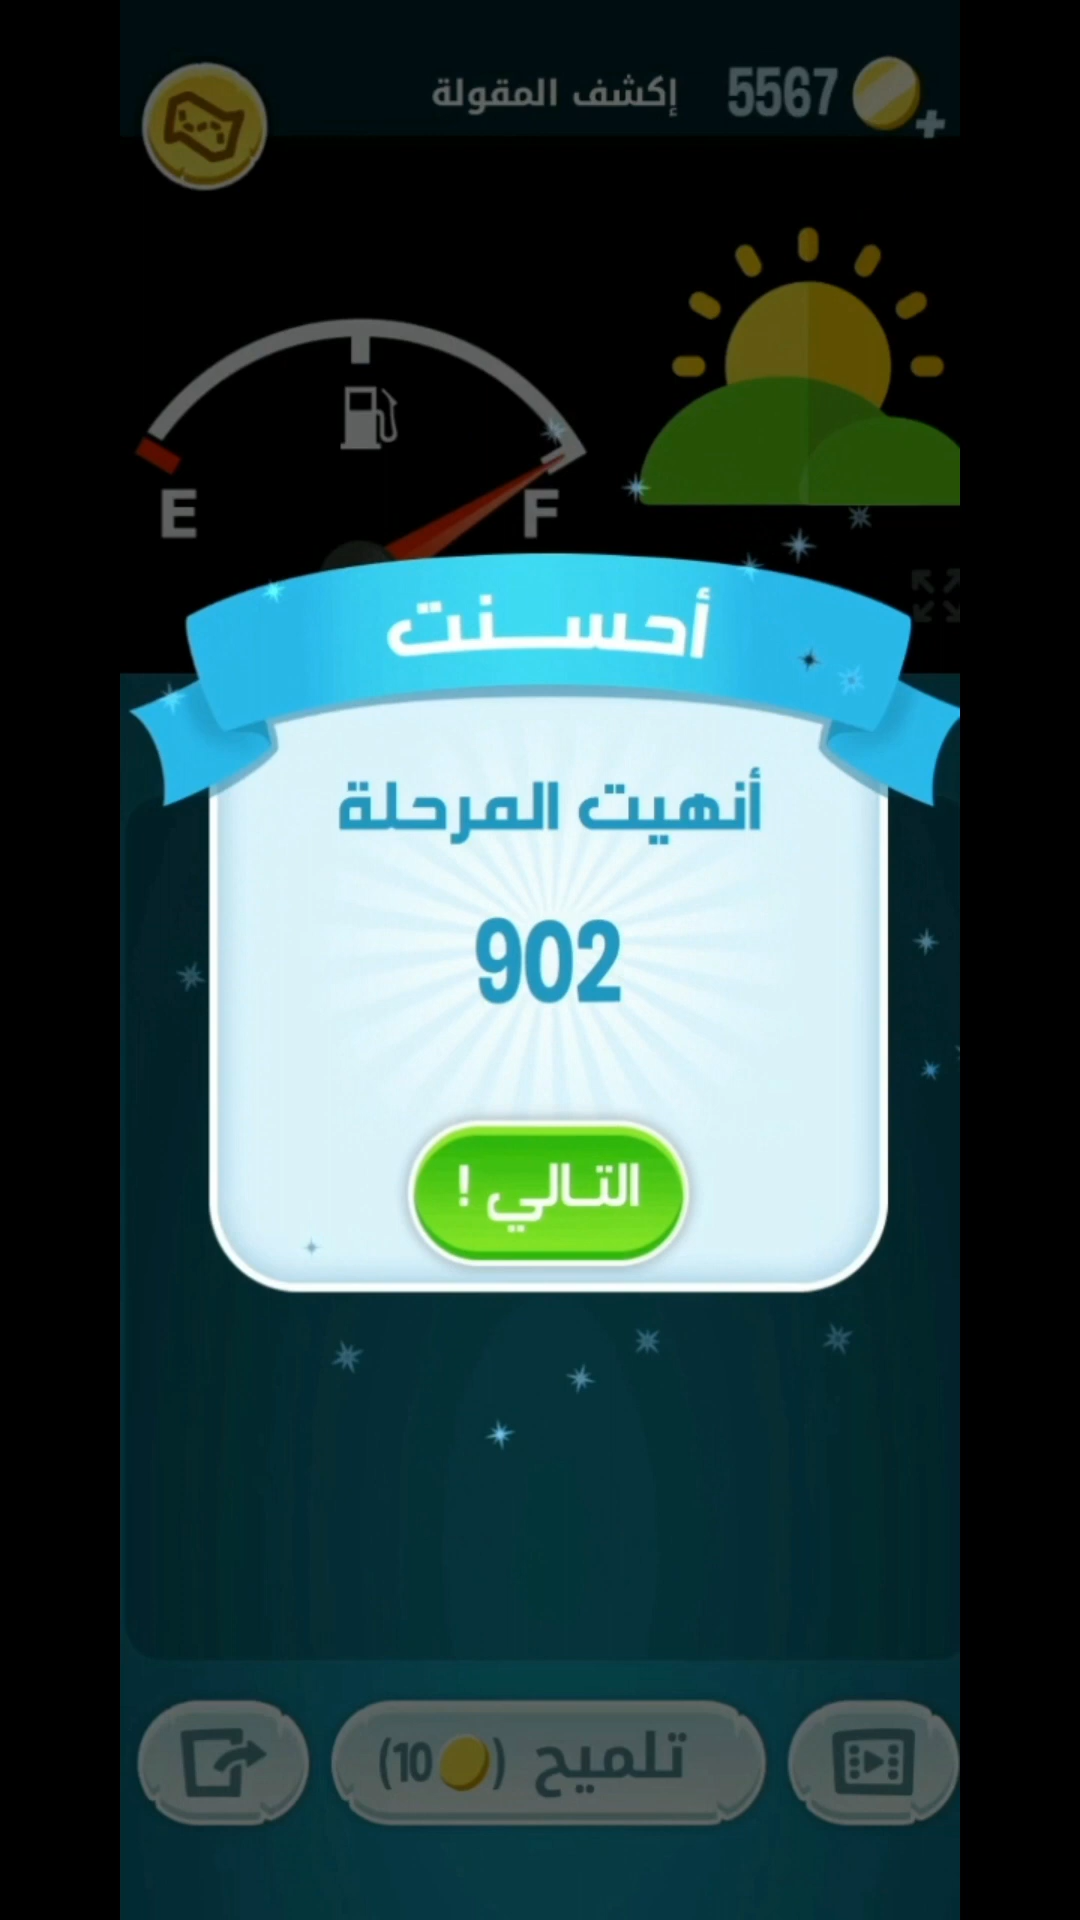 إكشف المقولة 5567
E F
أحسنت
أنهيت المرحلة
902
التالي !
تلميح (10)